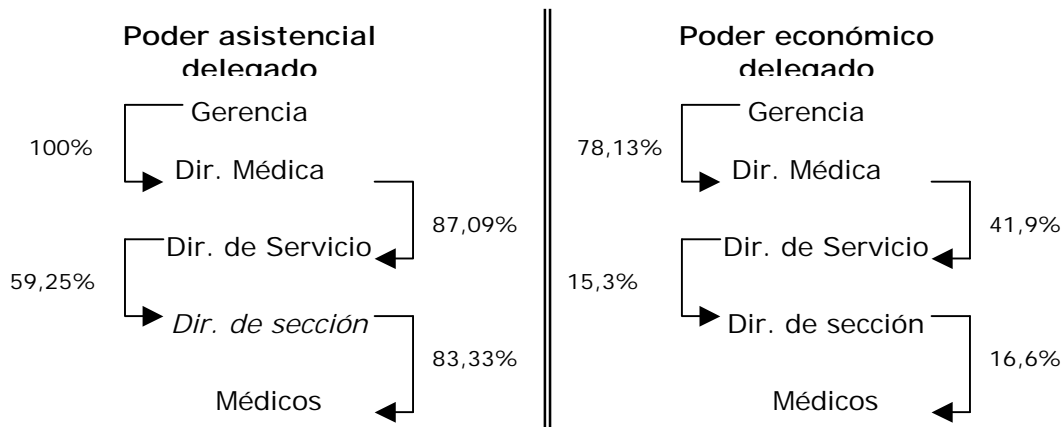 Poder asistencial
delegado
Gerencia
100%
Dir. Médica
87,09%
Dir. de Servicio
59,25%
Dir. de sección
83,33%
Médicos
Poder económico
delegado
Gerencia
78,13%
Dir. Médica
41,9%
Dir. de Servicio
15,3%
Dir. de sección
16,6%
Médicos